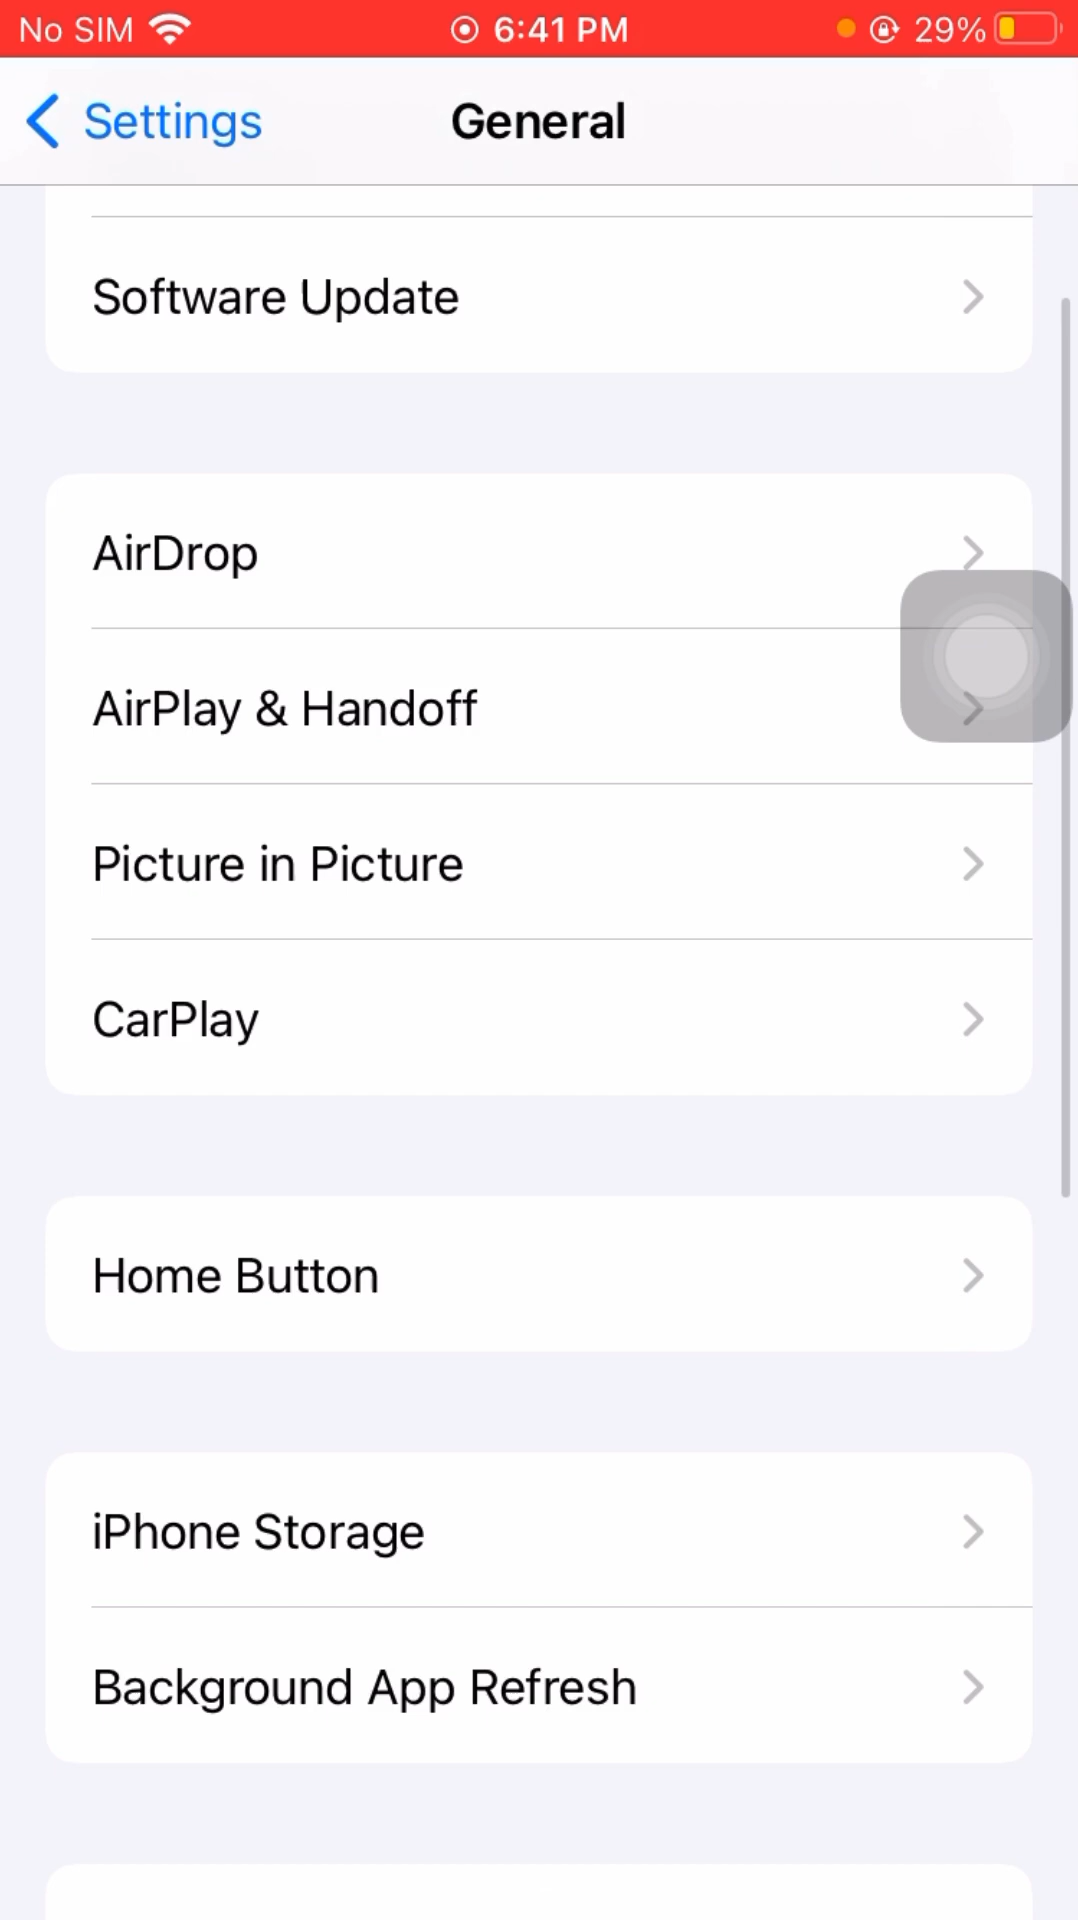 No SIM 6:41 PM 29%
Settings General
Software Update
AirDrop
AirPlay & Handoff
Picture in Picture
CarPlay
Home Button
iPhone Storage
Background App Refresh